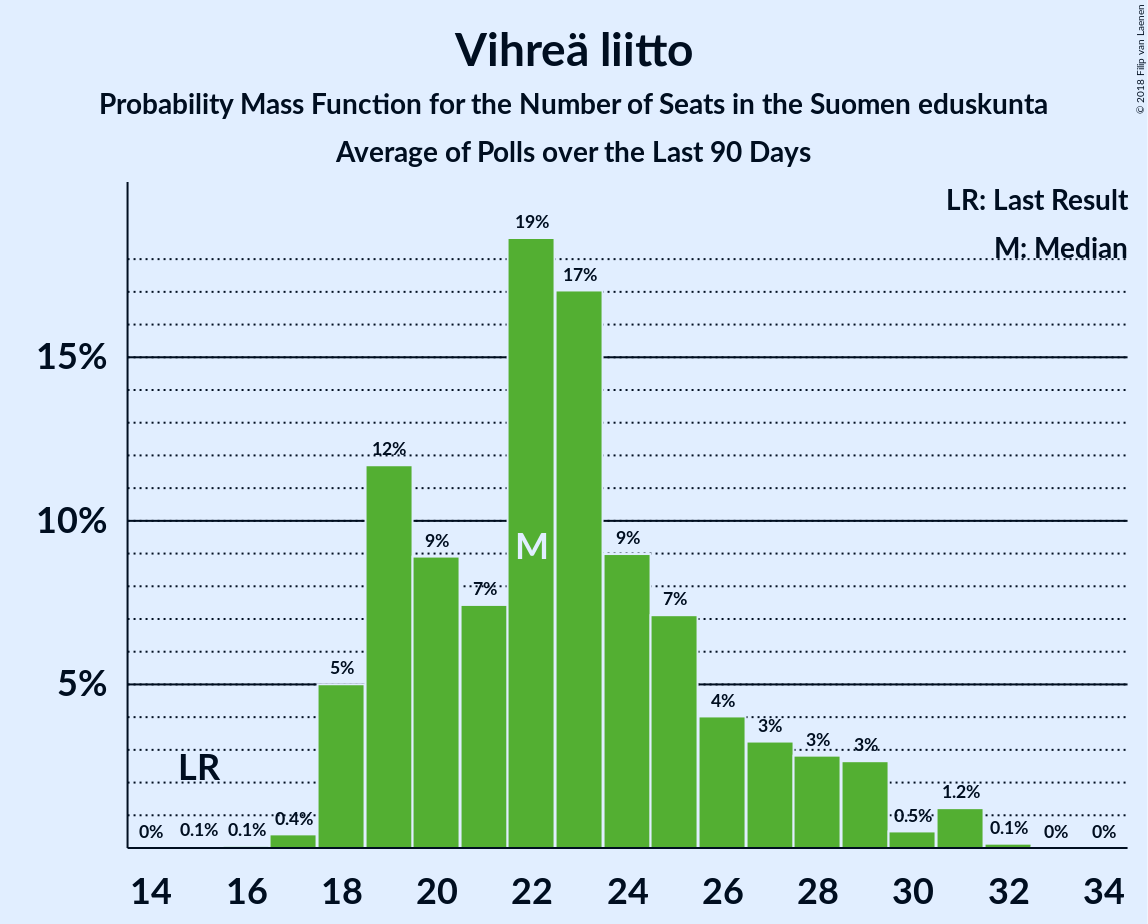 Vihreä liitto
Probability Mass Function for the Number of Seats in the Suomen eduskunta
Average of Polls over the Last 90 Days
© 2018 Filip van Laenen
LR: Last Result
M: Median
19%
17%
15%
12%
10%
9%
M
9%
7%
7%
5%
5%
4%
3%
3%
3%
LR
1.2%
0%
0.1%
0.1%
0.4%
0.5%
0.1%
0%
0%
14 16 18 20 22 24 26 28 30 32 34